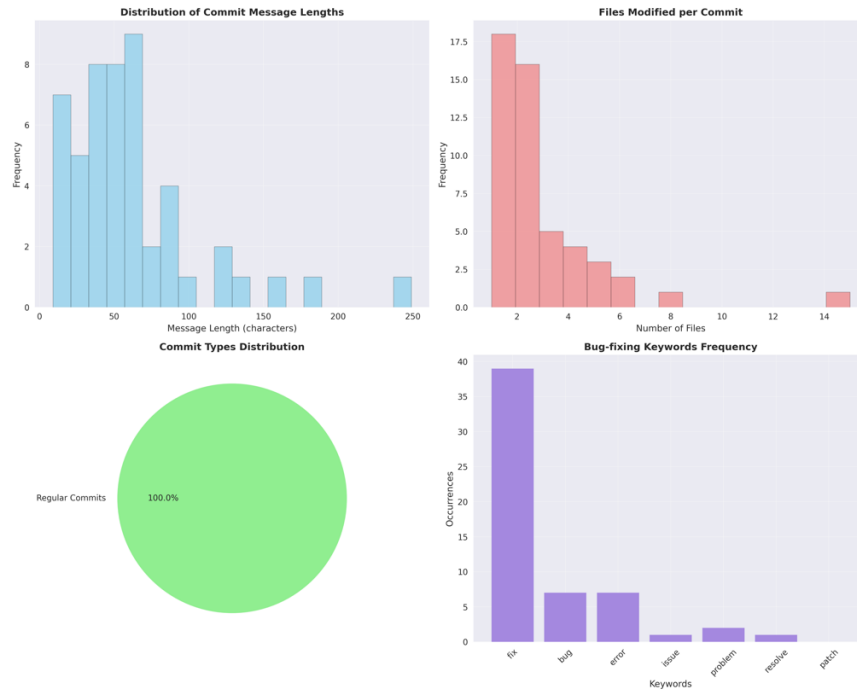 Distribution of Commit Message Lengths
Frequency
8
6
4
2
0
0 50 100 150 200 250
Message Length (characters)
Files Modified per Commit
Frequency
17.5
15.0
12.5
10.0
7.5
5.0
2.5
0.0
2 4 6 8 10 12 14
Number of Files
Commit Types Distribution
Regular Commits
100.0%
Bug-fixing Keywords Frequency
Occurrences
40
35
30
25
20
15
10
5
0
fix bug error issue problem resolve patch
Keywords